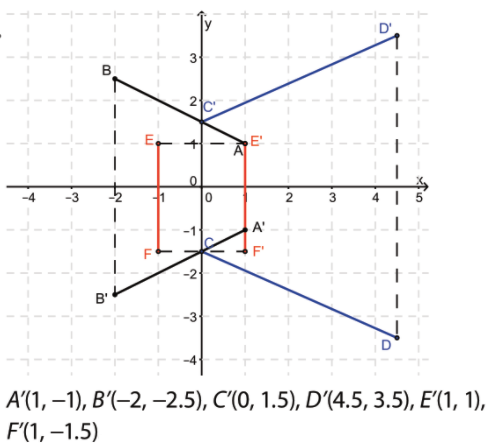 y
D'
3
B
2
C'
E
1
A
E'
0
x
-4
-3
-2
-1
0
1
2
3
4
5
-1
A'
C
F
F'
-2
B'
-3
D
-4
A′(1, −1), B′(−2, −2.5), C′(0, 1.5), D′(4.5, 3.5), E′(1, 1),
F′(1, −1.5)